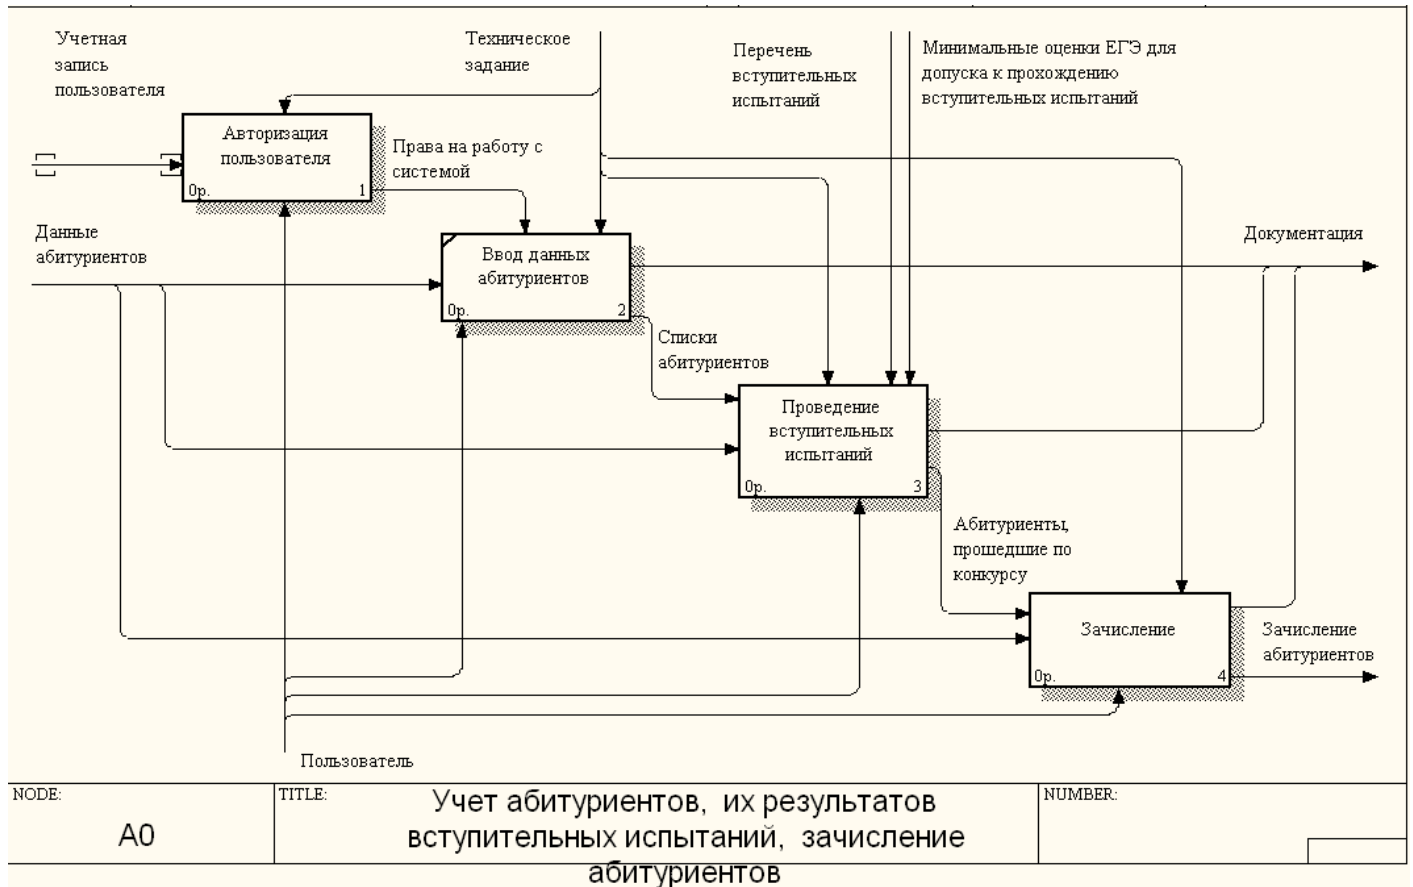 Учетная
запись
пользователя
Техническое
задание
Перечень
вступительных
испытаний
Минимальные оценки ЕГЭ для
допуска к прохождению
вступительных испытаний
Авторизация
пользователя
0р.
1
Права на работу с
системой
Данные
абитуриентов
Ввод данных
абитуриентов
0р.
2
Документация
Списки
абитуриентов
Проведение
вступительных
испытаний
0р.
3
Абитуриенты,
прошедшие по
конкурсу
Зачисление
0р.
4
Зачисление
абитуриентов
Пользователь
NODE:
A0
TITLE:
Учет абитуриентов, их результатов
вступительных испытаний, зачисление
абитуриентов
NUMBER: